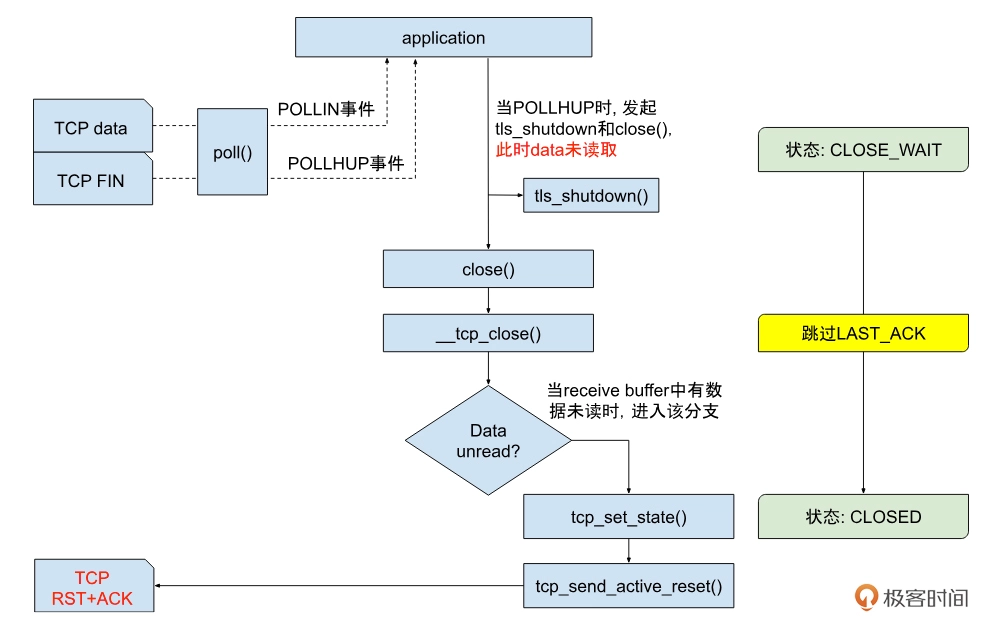 application
POLLIN事件
TCP data
poll()
POLLHUP事件
TCP FIN
当POLLHUP时, 发起
tls_shutdown和close(),
此时data未读取
tls_shutdown()
状态: CLOSE_WAIT
close()
__tcp_close()
跳过LAST_ACK
当receive buffer中有数
据未读时, 进入该分支
Data
unread?
tcp_set_state()
状态: CLOSED
tcp_send_active_reset()
TCP
RST+ACK
极客时间